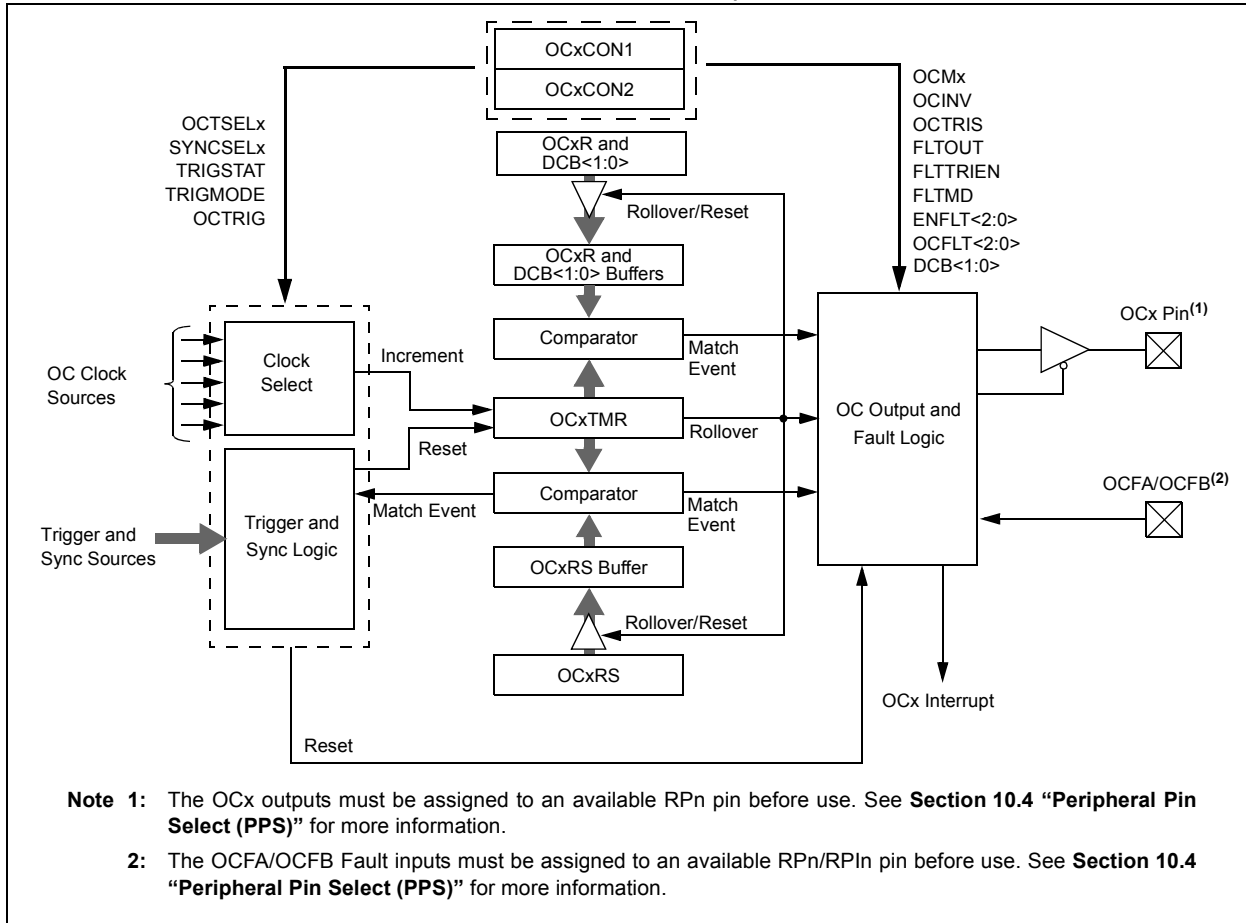 OCxCON1
OCxCON2
OCTSELx
SYNCSELx
TRIGSTAT
TRIGMODE
OCTRIG
OCMx
OCINV
OCTRIS
FLTOUT
FLTTRIEN
FLTMD
ENFLT<2:0>
OCFLT<2:0>
DCB<1:0>
OCxR and
DCB<1:0>
Rollover/Reset
OCxR and
DCB<1:0> Buffers
OC Clock
Sources
Clock
Select
Increment
Comparator
Match
Event
OCxTMR
Rollover
Reset
OC Output and
Fault Logic
OCx Pin(1)
Trigger and
Sync Sources
Trigger and
Sync Logic
Match Event
Comparator
Match
Event
OCFA/OCFB(2)
OCxRS Buffer
Rollover/Reset
OCxRS
OCx Interrupt
Reset
Note 1: The OCx outputs must be assigned to an available RPn pin before use. See Section 10.4 “Peripheral Pin
Select (PPS)” for more information.
2: The OCFA/OCFB Fault inputs must be assigned to an available RPn/RPIn pin before use. See Section 10.4
“Peripheral Pin Select (PPS)” for more information.